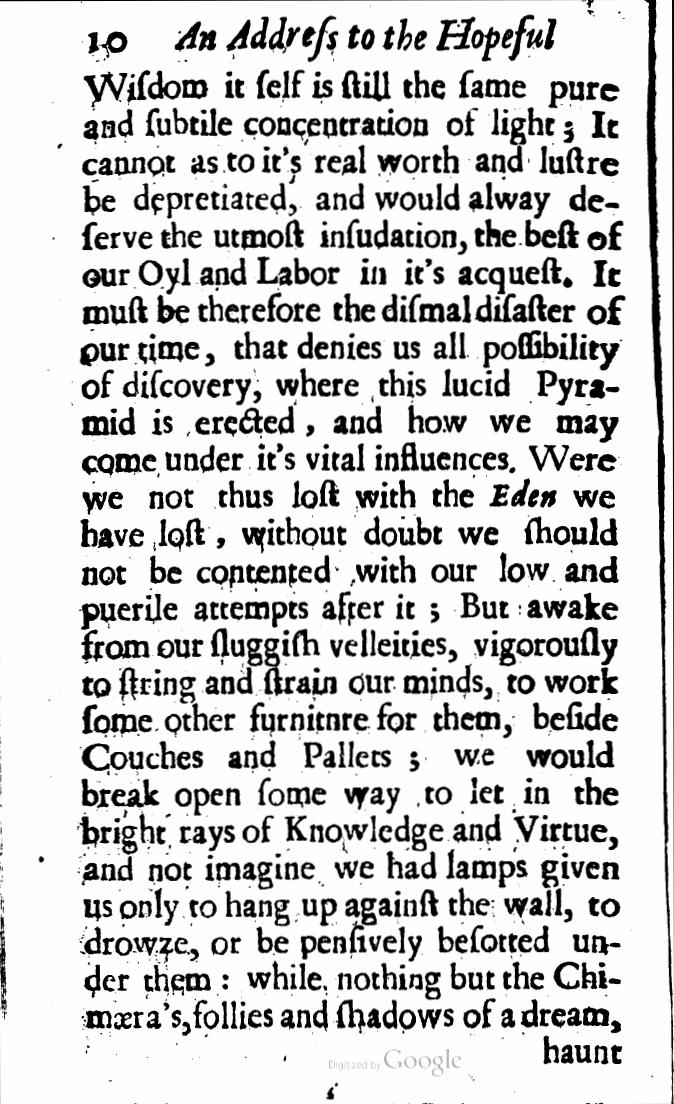 10 An Addreſs to the Hopeful
Wiſdom it ſelf is ſtill the ſame pure
and ſubtile concentration of light; It
cannot as to it's real worth and luſtre
be depretiated, and would alway de-
ſerve the utmoſt inſudation, the beſt of
our Oyl and Labor in it's acqueſt. It
muſt be therefore the diſmal diſaſter of
our time, that denies us all poſſibility
of diſcovery, where this lucid Pyra-
mid is erected, and how we may
come under it's vital influences. Were
we not thus loſt with the Eden we
have loſt, without doubt we ſhould
not be contented with our low and
puerile attempts after it; But awake
from our ſluggiſh velleities, vigorouſly
to ſtring and ſtrain our minds, to work
ſome other furnitnre for them, beſide
Couches and Pallets; we would
break open ſome way to let in the
bright rays of Knowledge and Virtue,
and not imagine we had lamps given
us only to hang up againſt the wall, to
drowze, or be penſively beſotted un-
der them: while nothing but the Chi-
mæra's, follies and ſhadows of a dream,
haunt
Digitized by Google